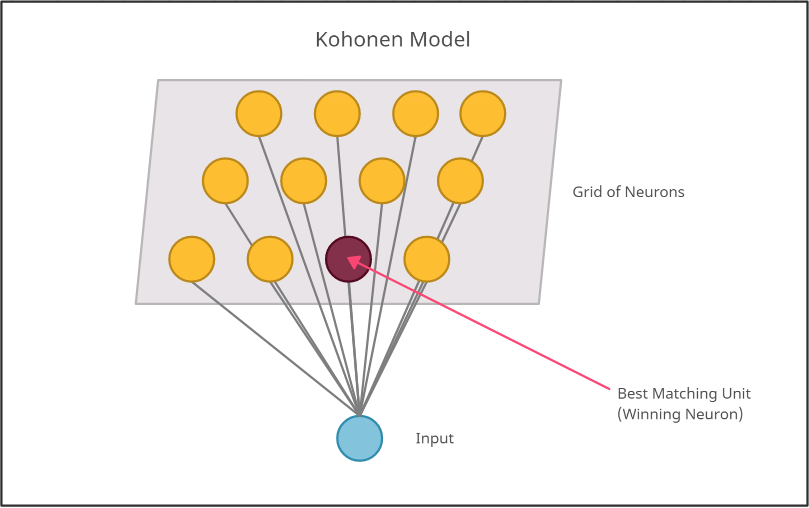 Kohonen Model
Grid of Neurons
Best Matching Unit
(Winning Neuron)
Input